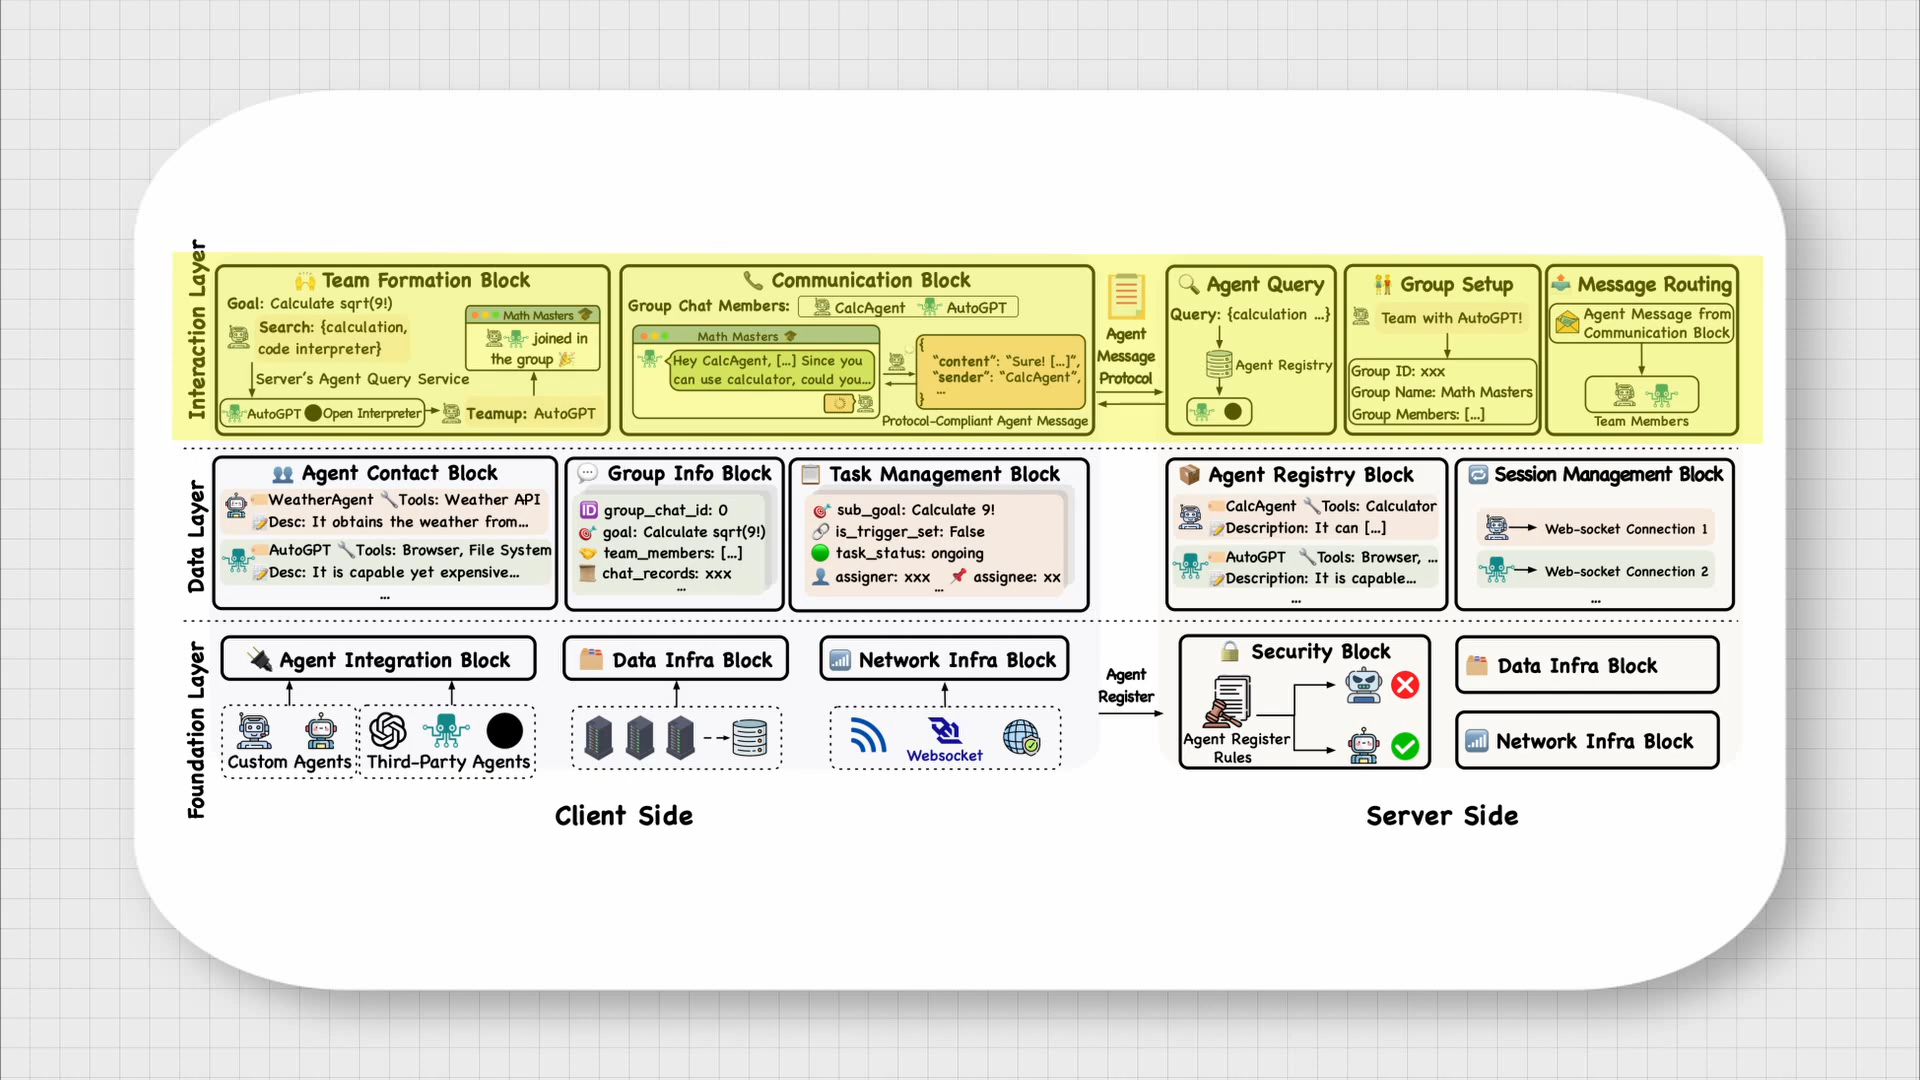 Interaction Layer
Team Formation Block
Goal: Calculate sqrt(9!)
Search: {calculation,
code interpreter}
Server's Agent Query Service
AutoGPT Open Interpreter
Math Masters
joined in
the group
Teamup: AutoGPT
Communication Block
Group Chat Members: CalcAgent AutoGPT
Math Masters
Hey CalcAgent, [...] Since you
can use calculator, could you...
{
"content": "Sure! [...]",
"sender": "CalcAgent",
...
}
Protocol-Compliant Agent Message
Agent
Message
Protocol
Agent Query
Query: {calculation ...}
Agent Registry
Group Setup
Team with AutoGPT!
Group ID: xxx
Group Name: Math Masters
Group Members: [...]
Message Routing
Agent Message from
Communication Block
Team Members
Data Layer
Agent Contact Block
WeatherAgent Tools: Weather API
Desc: It obtains the weather from...
AutoGPT Tools: Browser, File System
Desc: It is capable yet expensive...
...
Group Info Block
ID group_chat_id: 0
goal: Calculate sqrt(9!)
team_members: [...]
chat_records: xxx
...
Task Management Block
sub_goal: Calculate 9!
is_trigger_set: False
task_status: ongoing
assigner: xxx assignee: xx
...
Agent Registry Block
CalcAgent Tools: Calculator
Description: It can [...]
AutoGPT Tools: Browser, ...
Description: It is capable...
...
Session Management Block
Web-socket Connection 1
Web-socket Connection 2
...
Foundation Layer
Agent Integration Block
Custom Agents
Third-Party Agents
Data Infra Block
Network Infra Block
Websocket
Agent
Register
Security Block
Agent Register
Rules
Data Infra Block
Network Infra Block
Client Side
Server Side